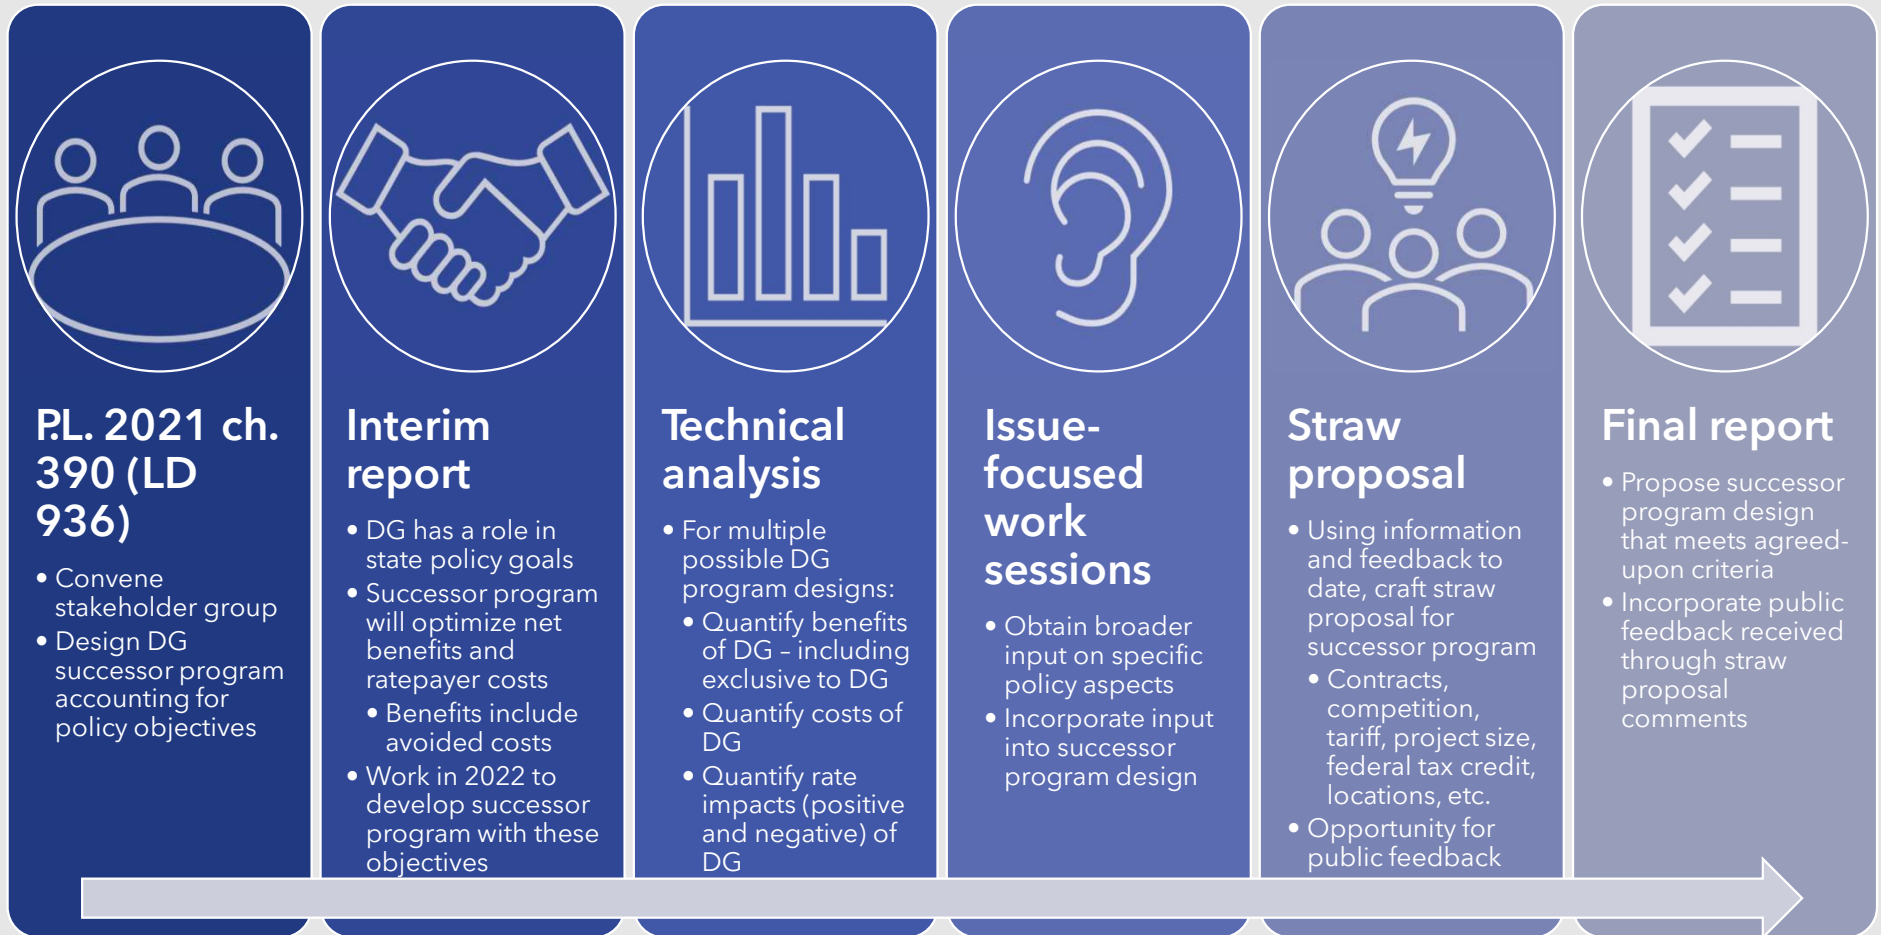 P.L. 2021 ch.
390 (LD
936)
• Convene
stakeholder group
• Design DG
successor program
accounting for
policy objectives
Interim
report
• DG has a role in
state policy goals
• Successor program
will optimize net
benefits and
ratepayer costs
• Benefits include
avoided costs
• Work in 2022 to
develop successor
program with these
objectives
Technical
analysis
• For multiple
possible DG
program designs:
• Quantify benefits
of DG – including
exclusive to DG
• Quantify costs of
DG
• Quantify rate
impacts (positive
and negative) of
DG
Issue-
focused
work
sessions
• Obtain broader
input on specific
policy aspects
• Incorporate input
into successor
program design
Straw
proposal
• Using information
and feedback to
date, craft straw
proposal for
successor program
• Contracts,
competition,
tariff, project size,
federal tax credit,
locations, etc.
• Opportunity for
public feedback
Final report
• Propose successor
program design
that meets agreed-
upon criteria
• Incorporate public
feedback received
through straw
proposal
comments